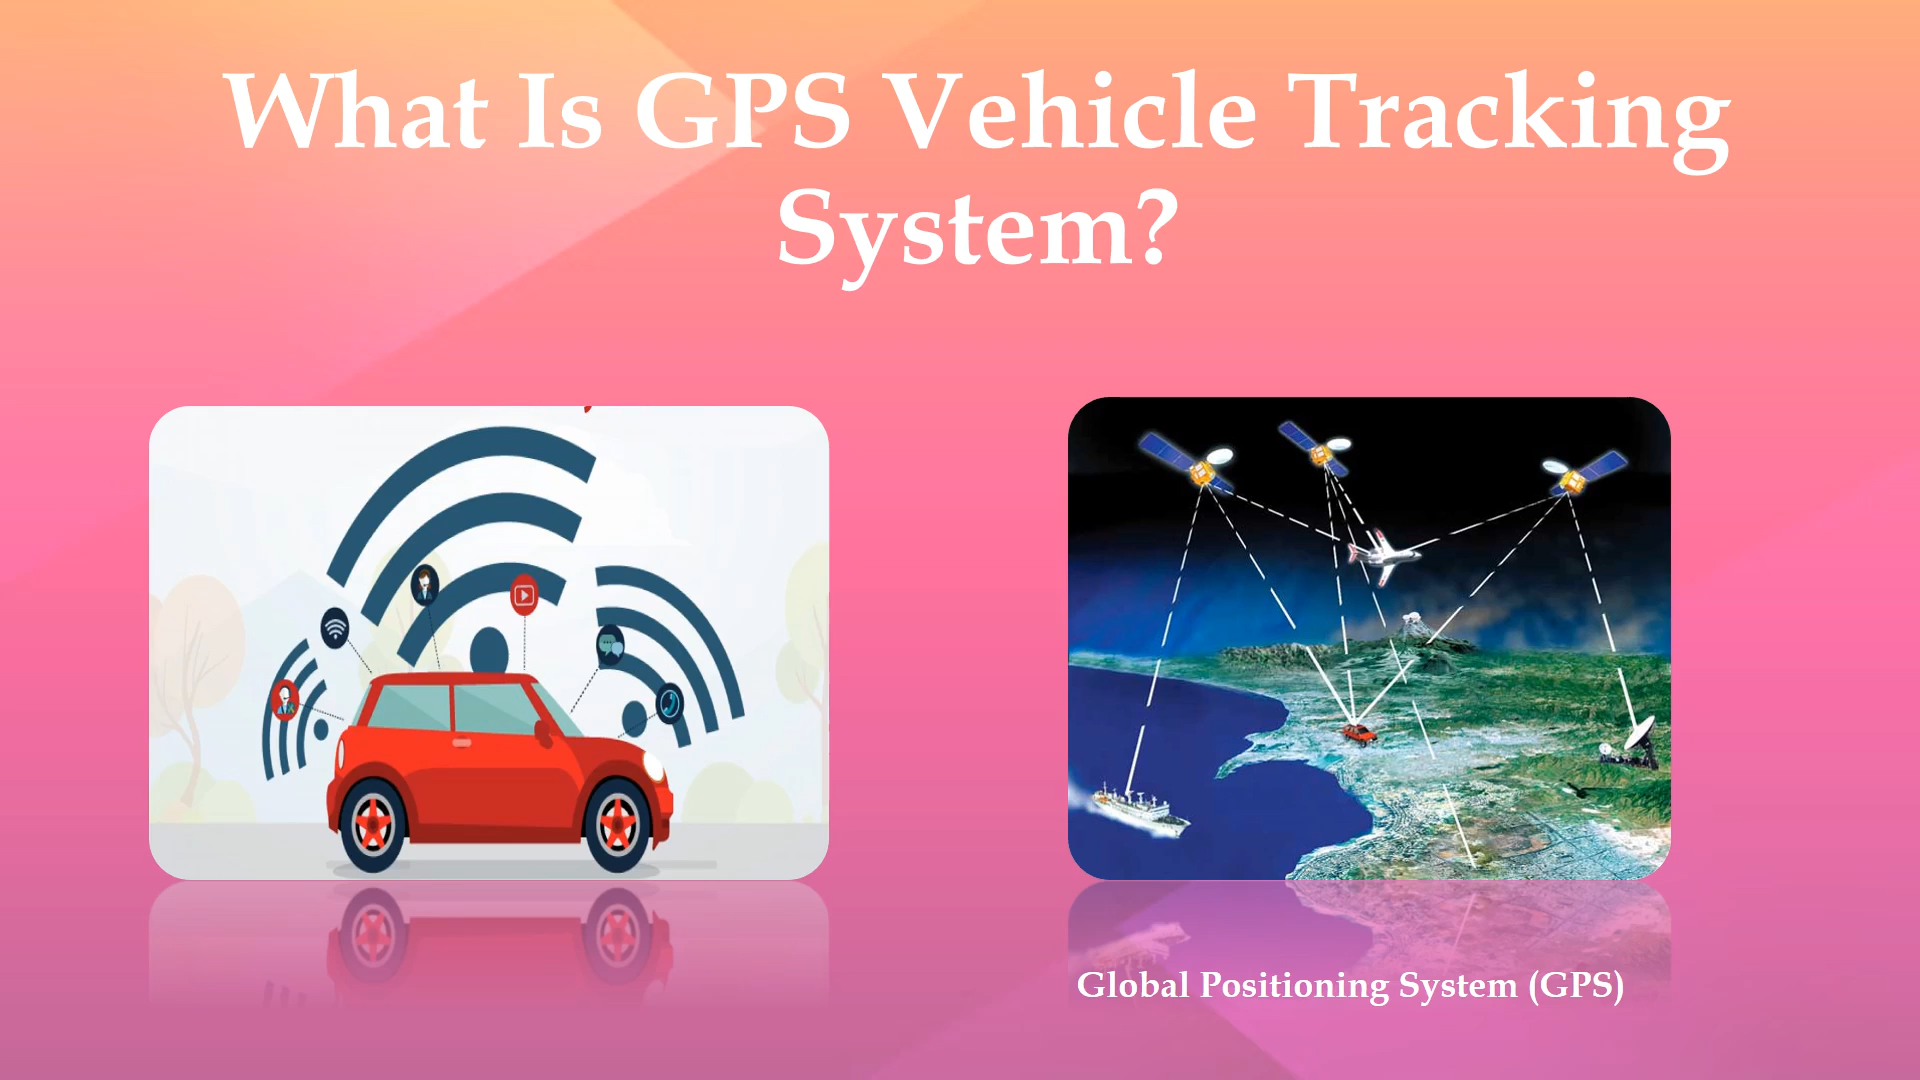 What Is GPS Vehicle Tracking
System?
Global Positioning System (GPS)